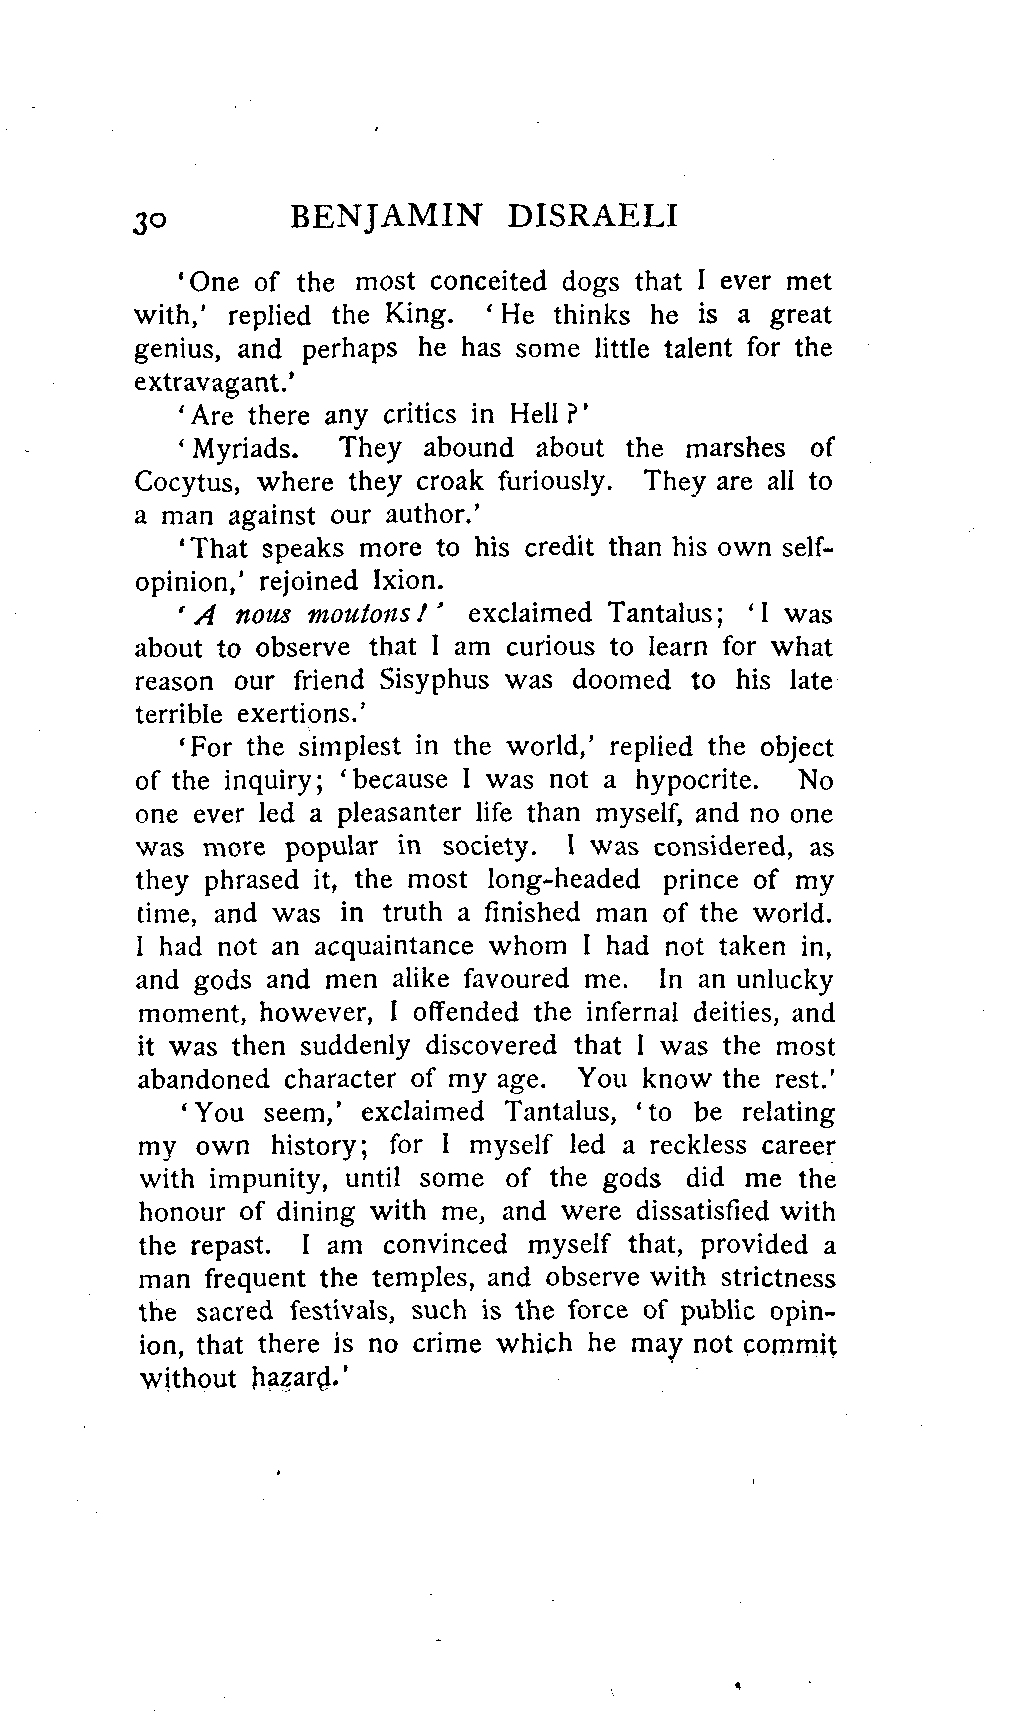 30 BENJAMIN DISRAELI
‘One of the most conceited dogs that I ever met
with,’ replied the King. ‘He thinks he is a great
genius, and perhaps he has some little talent for the
extravagant.’
‘Are there any critics in Hell?’
‘Myriads. They abound about the marshes of
Cocytus, where they croak furiously. They are all to
a man against our author.’
‘That speaks more to his credit than his own self-
opinion,’ rejoined Ixion.
‘A nous moutons!’ exclaimed Tantalus; ‘I was
about to observe that I am curious to learn for what
reason our friend Sisyphus was doomed to his late
terrible exertions.’
‘For the simplest in the world,’ replied the object
of the inquiry; ‘because I was not a hypocrite. No
one ever led a pleasanter life than myself, and no one
was more popular in society. I was considered, as
they phrased it, the most long-headed prince of my
time, and was in truth a finished man of the world.
I had not an acquaintance whom I had not taken in,
and gods and men alike favoured me. In an unlucky
moment, however, I offended the infernal deities, and
it was then suddenly discovered that I was the most
abandoned character of my age. You know the rest.’
‘You seem,’ exclaimed Tantalus, ‘to be relating
my own history; for I myself led a reckless career
with impunity, until some of the gods did me the
honour of dining with me, and were dissatisfied with
the repast. I am convinced myself that, provided a
man frequent the temples, and observe with strictness
the sacred festivals, such is the force of public opin-
ion, that there is no crime which he may not commit
without hazard.’